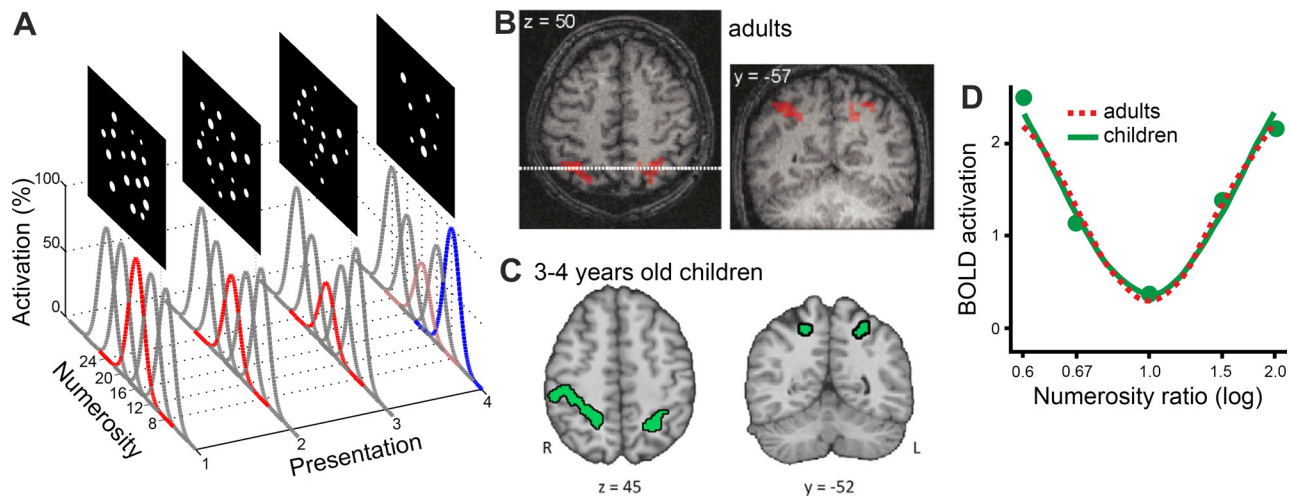 A
Activation (%)
100
50
0
Numerosity
24
20
16
12
8
Presentation
1
2
3
4
B
z = 50
adults
y = -57
C 3-4 years old children
R
L
z = 45
y = -52
D
adults
children
BOLD activation
2
1
0
0.6 0.67 1.0 1.5 2.0
Numerosity ratio (log)